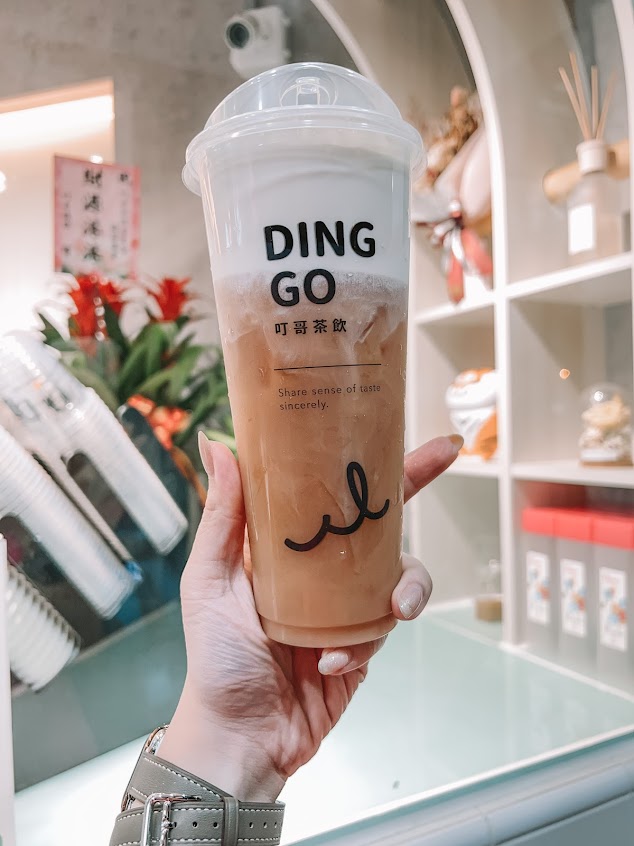 DING
GO
叮哥茶飲
Share sense of taste
sincerely.